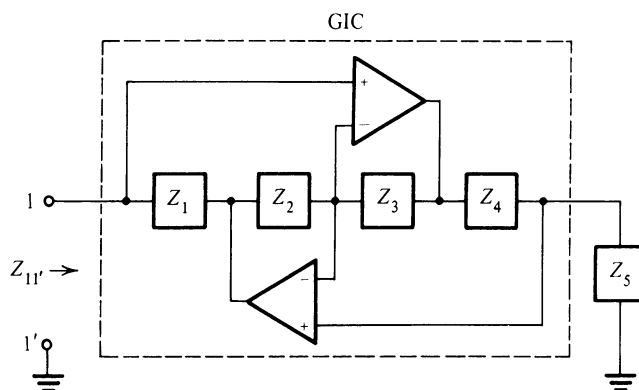 GIC
+
−
1
Z1 Z2 Z3 Z4
Z11' →
−
+
Z5
1'